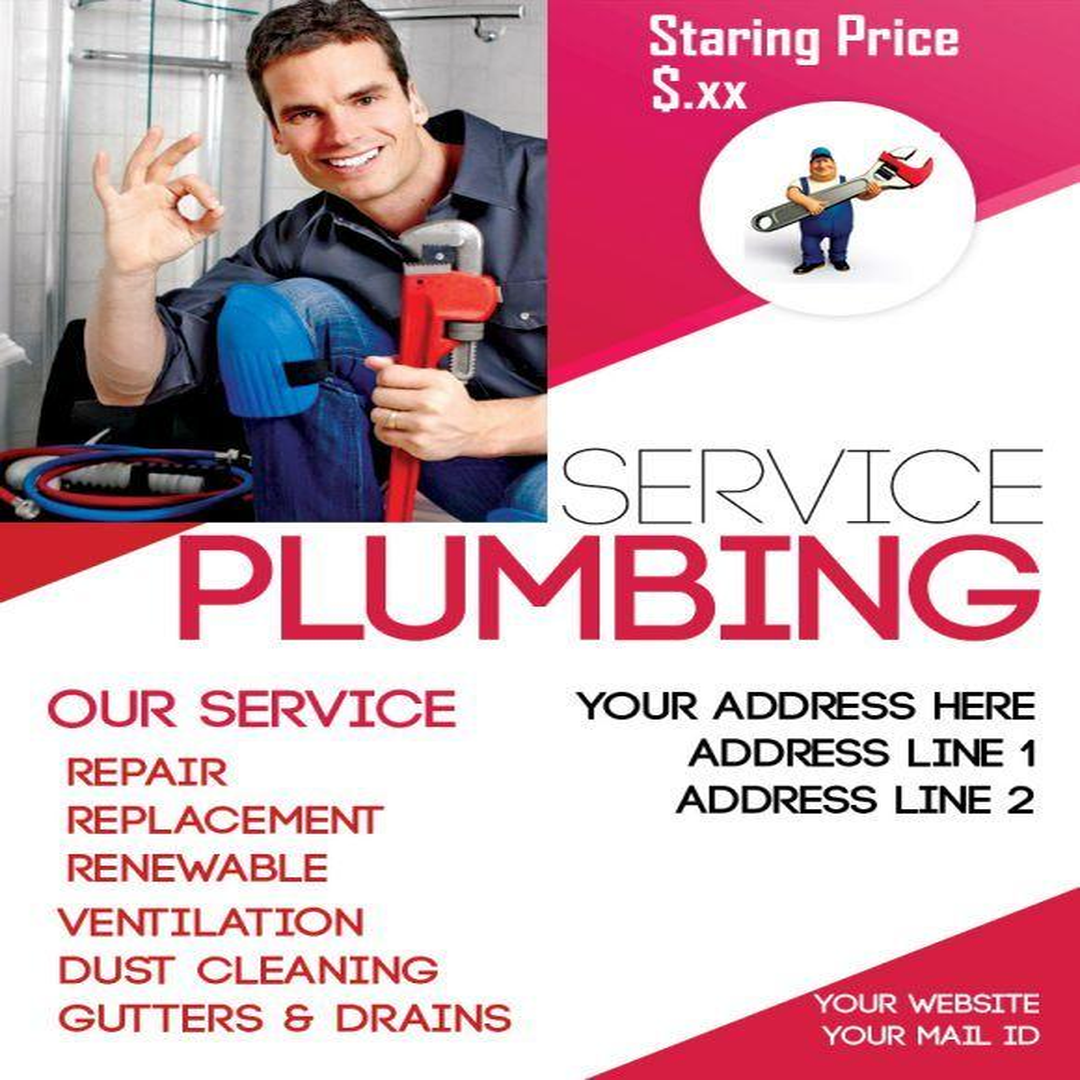 Staring Price
$.xx
SERVICE
PLUMBING
OUR SERVICE
REPAIR
REPLACEMENT
RENEWABLE
VENTILATION
DUST CLEANING
GUTTERS & DRAINS
YOUR ADDRESS HERE
ADDRESS LINE 1
ADDRESS LINE 2
YOUR WEBSITE
YOUR MAIL ID